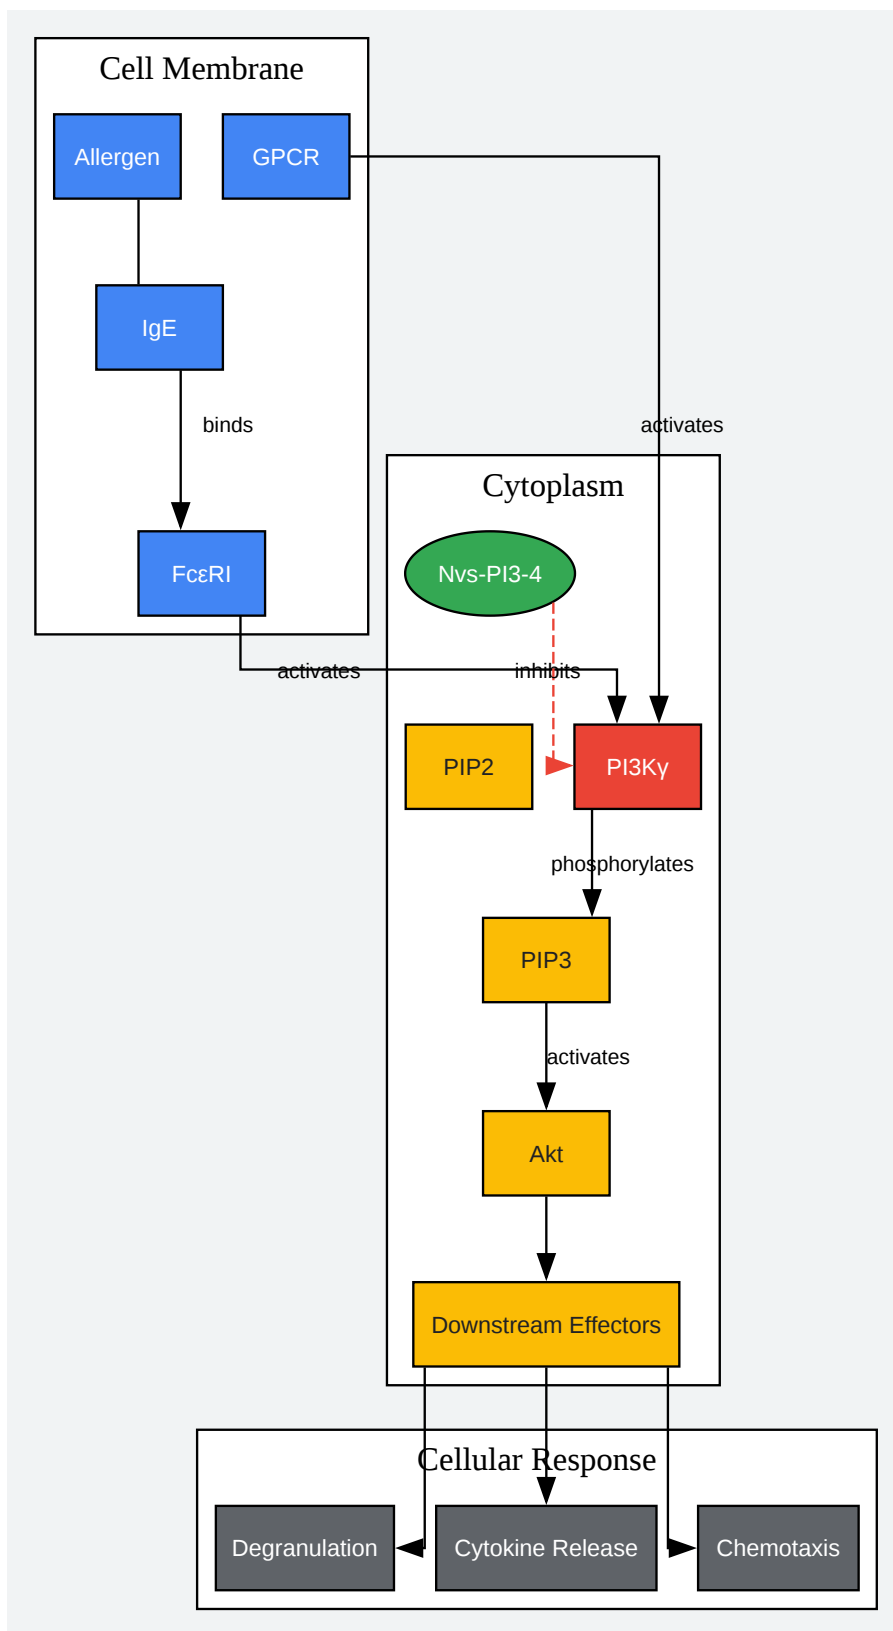 Cell Membrane
Allergen
GPCR
IgE
binds
activates
Cytoplasm
FcεRI
Nvs-PI3-4
activates
inhibits
PIP2
PI3Kγ
phosphorylates
PIP3
activates
Akt
Downstream Effectors
Cellular Response
Degranulation
Cytokine Release
Chemotaxis